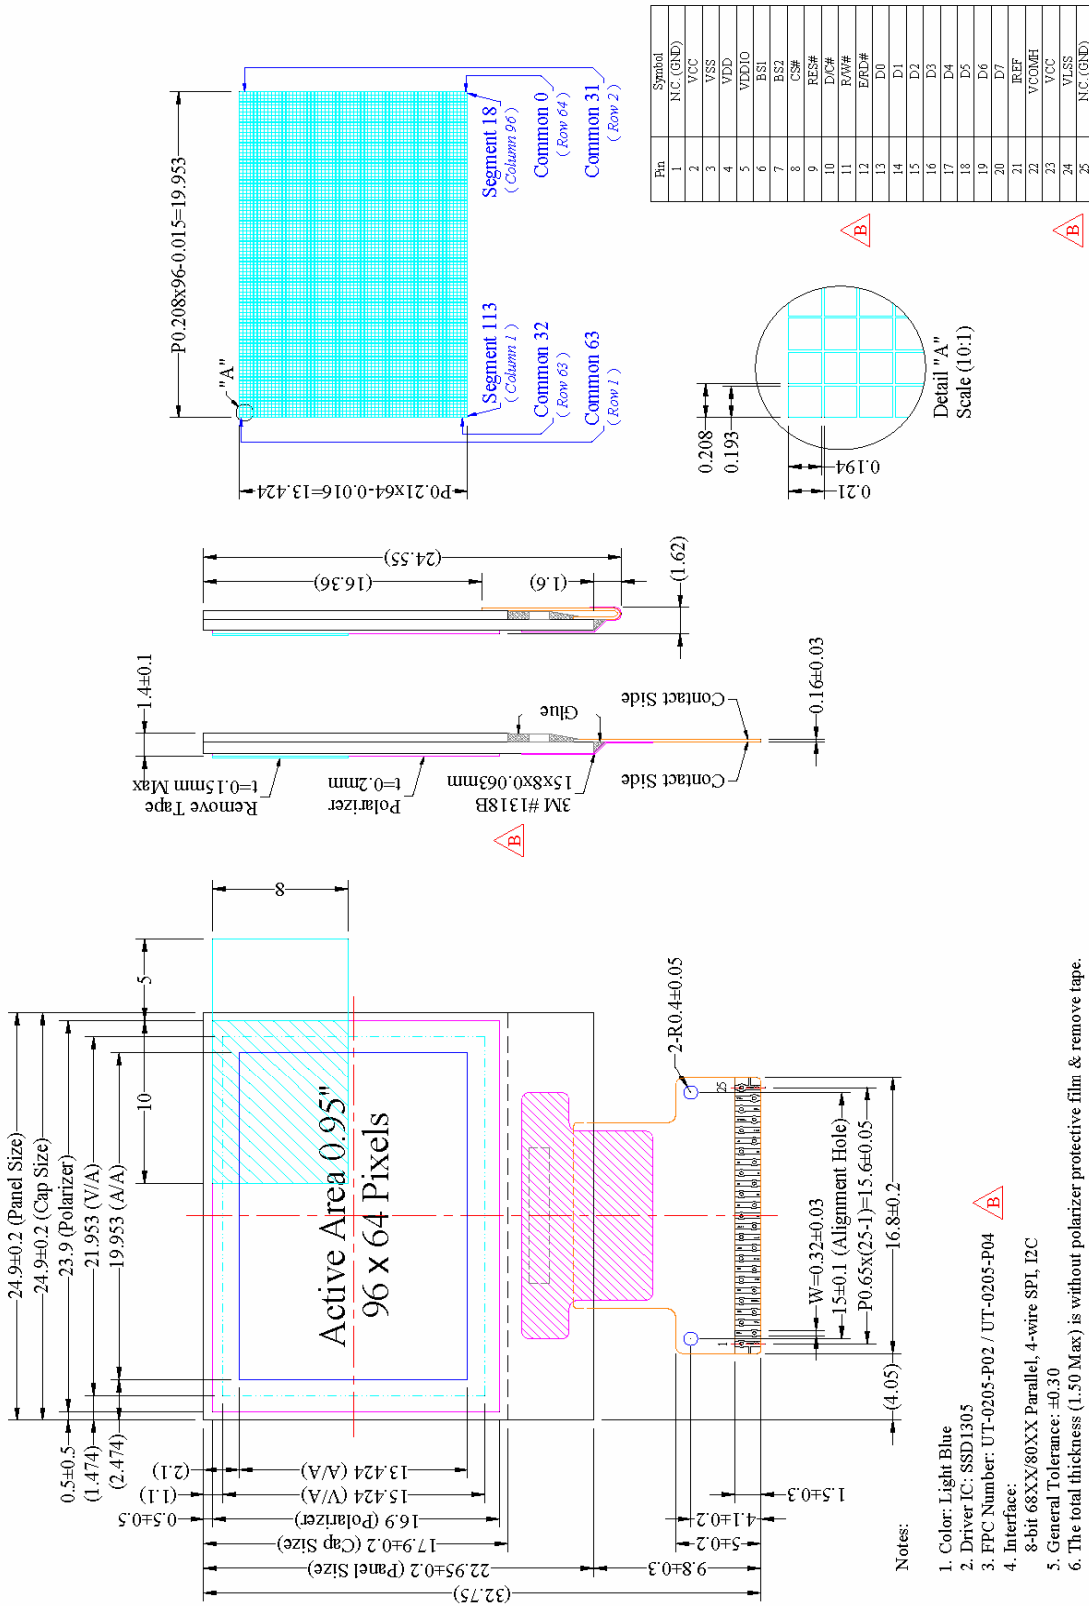 24.9±0.2 (Panel Size)
24.9±0.2 (Cap Size)
23.9 (Polarizer)
21.953 (V/A)
19.953 (A/A)
0.5±0.5
(1.474)
(2.474)
10
5
8
Active Area 0.95"
96 x 64 Pixels
(2.1)
13.424 (A/A)
(1.1)
15.424 (V/A)
0.5±0.5
16.9 (Polarizer)
17.9±0.2 (Cap Size)
22.95±0.2 (Panel Size)
(32.75)
9.8±0.3
5±0.2
4.1±0.2
1.5±0.3
2-R0.4±0.05
1
25
W=0.32±0.03
15±0.1 (Alignment Hole)
P0.65x(25-1)=15.6±0.05
16.8±0.2
(4.05)
1.4±0.1
Remove Tape
t=0.15mm Max
Polarizer
t=0.2mm
3M #1318B
15x8x0.063mm
B
Glue
Contact Side
Contact Side
0.16±0.03
(24.55)
(16.36)
(1.6)
(1.62)
P0.208x96-0.015=19.953
"A"
P0.21x64-0.016=13.424
Segment 113
( Column 1 )
Common 32
( Row 63 )
Common 63
( Row 1 )
Segment 18
( Column 96 )
Common 0
( Row 64 )
Common 31
( Row 2 )
0.208
0.193
0.194
0.21
Detail "A"
Scale (10:1)
Pin Symbol
1 N.C. (GND)
2 VCC
3 VSS
4 VDD
5 VDDIO
6 BS1
7 BS2
8 CS#
9 RES#
10 D/C#
11 R/W#
12 E/RD#
13 D0
14 D1
15 D2
16 D3
17 D4
18 D5
19 D6
20 D7
21 IREF
22 VCOMH
23 VCC
24 VLSS
25 N.C. (GND)
B
B
Notes:
1. Color: Light Blue
2. Driver IC: SSD1305
3. FPC Number: UT-0205-P02 / UT-0205-P04
B
4. Interface:
8-bit 68XX/80XX Parallel, 4-wire SPI, I2C
5. General Tolerance: ±0.30
6. The total thickness (1.50 Max) is without polarizer protective film & remove tape.